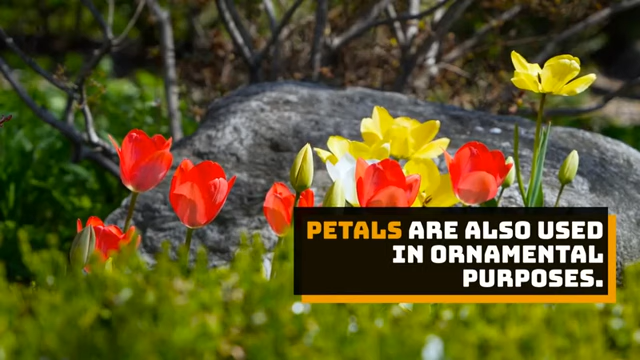 PETALS ARE ALSO USED
IN ORNAMENTAL
PURPOSES.